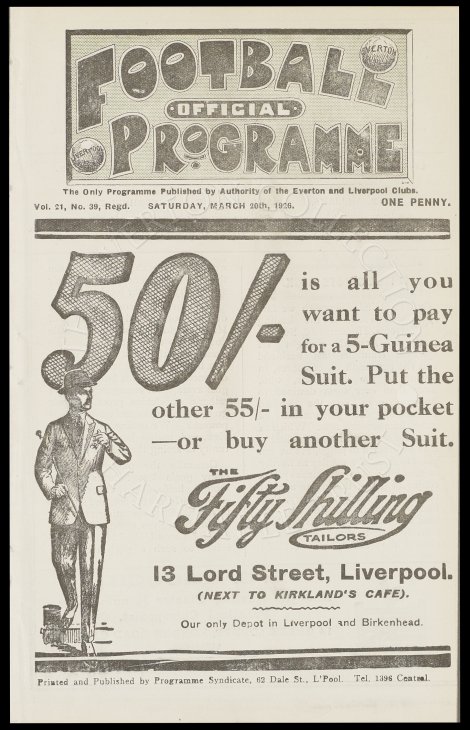 FOOTBALL
EVERTON
OFFICIAL
EVERTON
PROGRAMME
The Only Programme Published by Authority of the Everton and Liverpool Clubs.
Vol. 21, No. 39, Regd. SATURDAY, MARCH 20th, 1926. ONE PENNY.
50/-
is all you
want to pay
for a 5-Guinea
Suit. Put the
other 55/- in your pocket
—or buy another Suit.
THE
Fifty Shilling
TAILORS
13 Lord Street, Liverpool.
(NEXT TO KIRKLAND'S CAFE).
Our only Depot in Liverpool and Birkenhead.
Printed and Published by Programme Syndicate, 62 Dale St., L'Pool. Tel. 1396 Central.